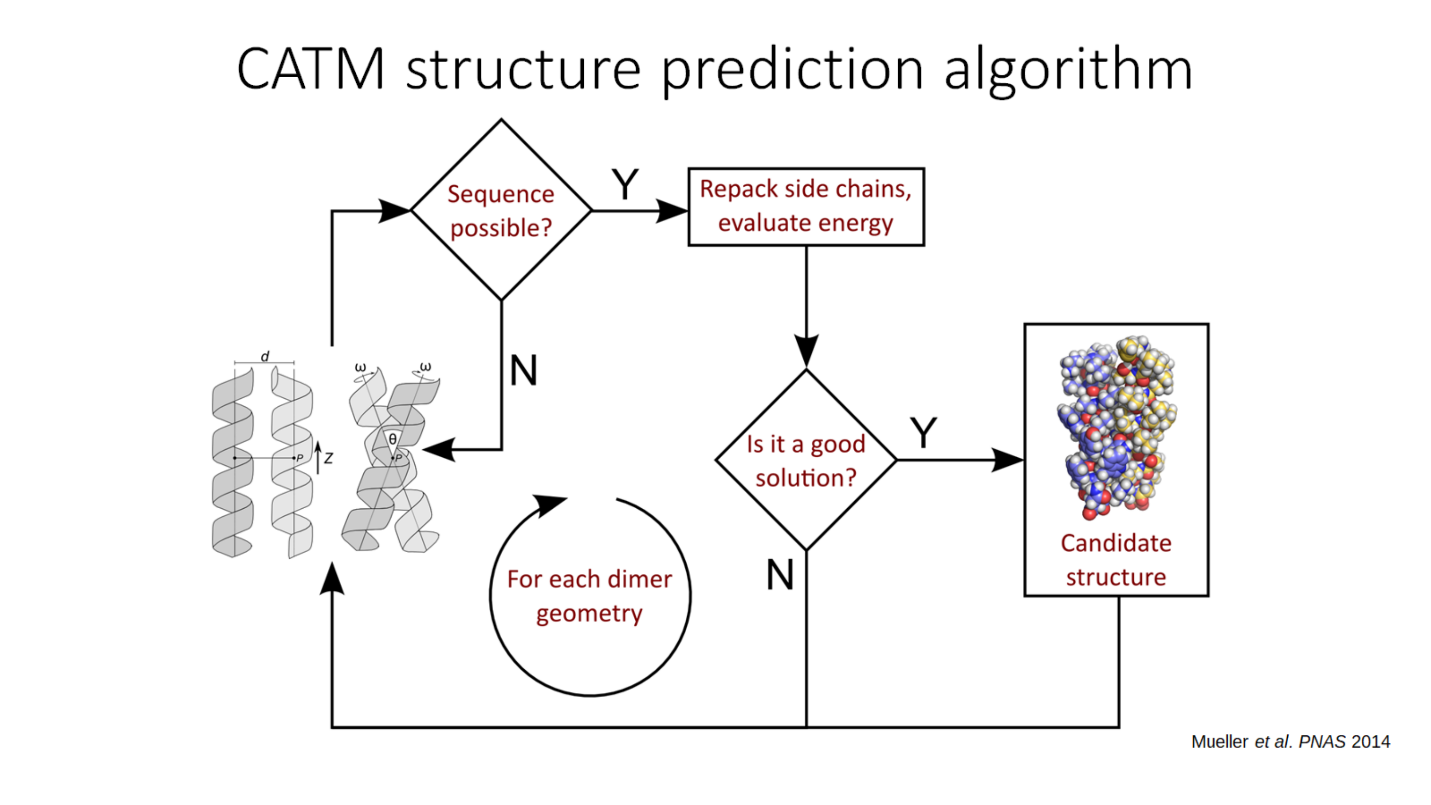 CATM structure prediction algorithm
Sequence
possible?
Y
Repack side chains,
evaluate energy
N
d
P
Z
ω
ω
θ
P
Is it a good
solution?
Y
N
Candidate
structure
For each dimer
geometry
Mueller et al. PNAS 2014